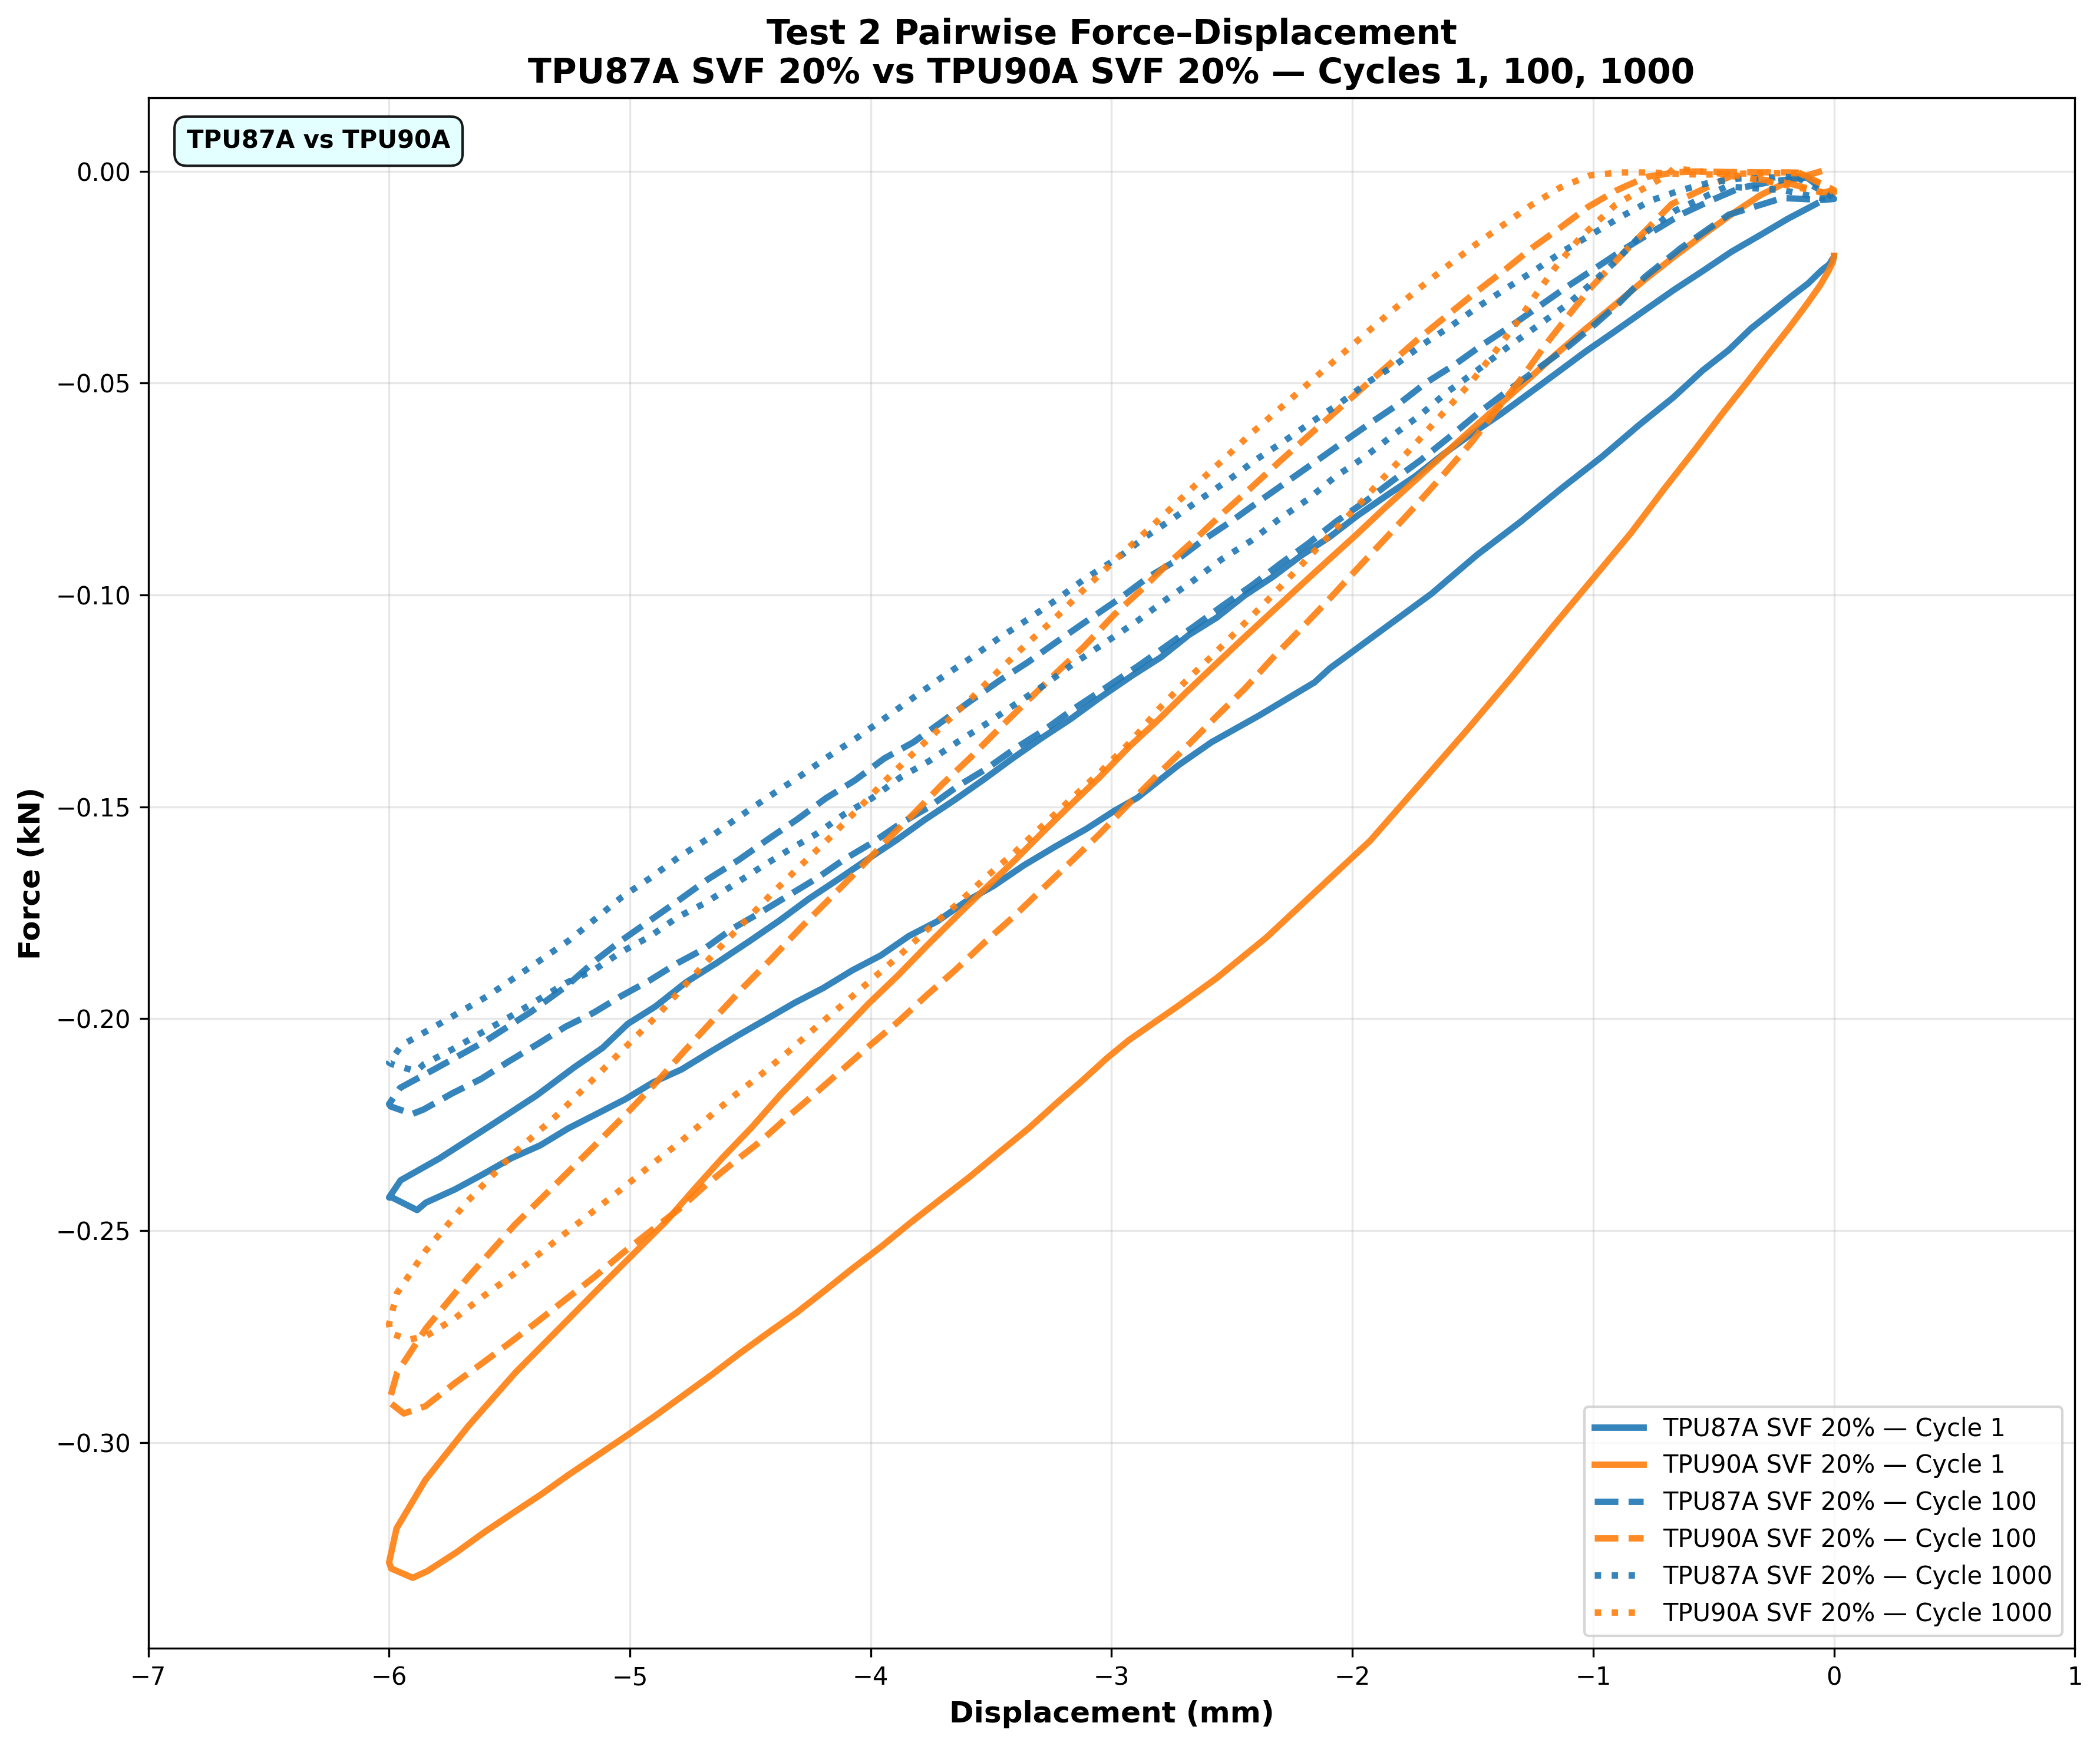 Test 2 Pairwise Force–Displacement
TPU87A SVF 20% vs TPU90A SVF 20% — Cycles 1, 100, 1000
TPU87A vs TPU90A
0.00
−0.05
−0.10
−0.15
−0.20
−0.25
−0.30
Force (kN)
−7
−6
−5
−4
−3
−2
−1
0
1
Displacement (mm)
TPU87A SVF 20% — Cycle 1
TPU90A SVF 20% — Cycle 1
TPU87A SVF 20% — Cycle 100
TPU90A SVF 20% — Cycle 100
TPU87A SVF 20% — Cycle 1000
TPU90A SVF 20% — Cycle 1000